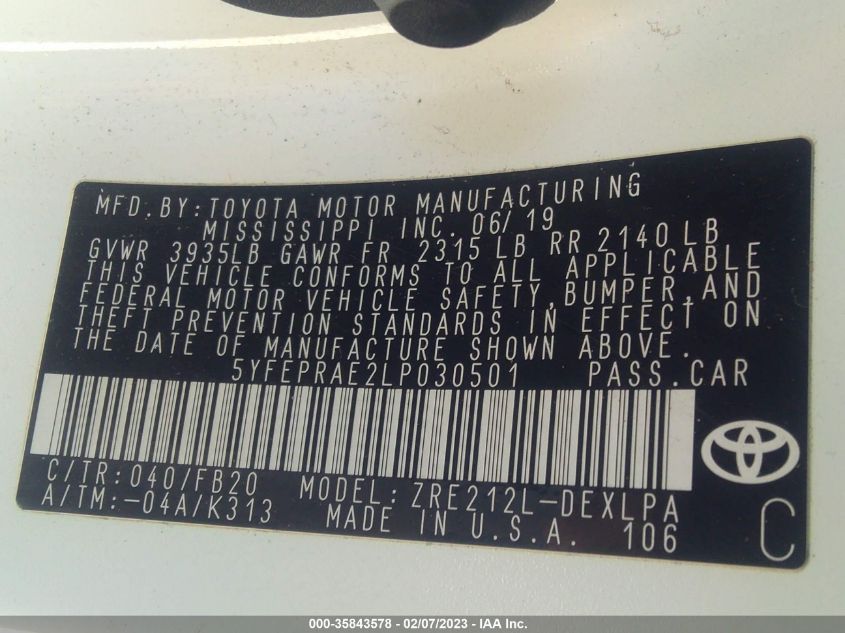 MFD.BY:TOYOTA MOTOR MANUFACTURING
MISSISSIPPI INC. 06/19
GVWR 3935LB GAWR FR 2315 LB RR 2140 LB
THIS VEHICLE CONFORMS TO ALL APPLICABLE
FEDERAL MOTOR VEHICLE SAFETY,BUMPER,AND
THEFT PREVENTION STANDARDS IN EFFECT ON
THE DATE OF MANUFACTURE SHOWN ABOVE.
5YFEPRAE2LP030501 PASS.CAR
C/TR:040/FB20 MODEL:ZRE212L-DEXLPA
A/TM:-04A/K313 MADE IN U.S.A. 106
C
000-35843578 - 02/07/2023 - IAA Inc.